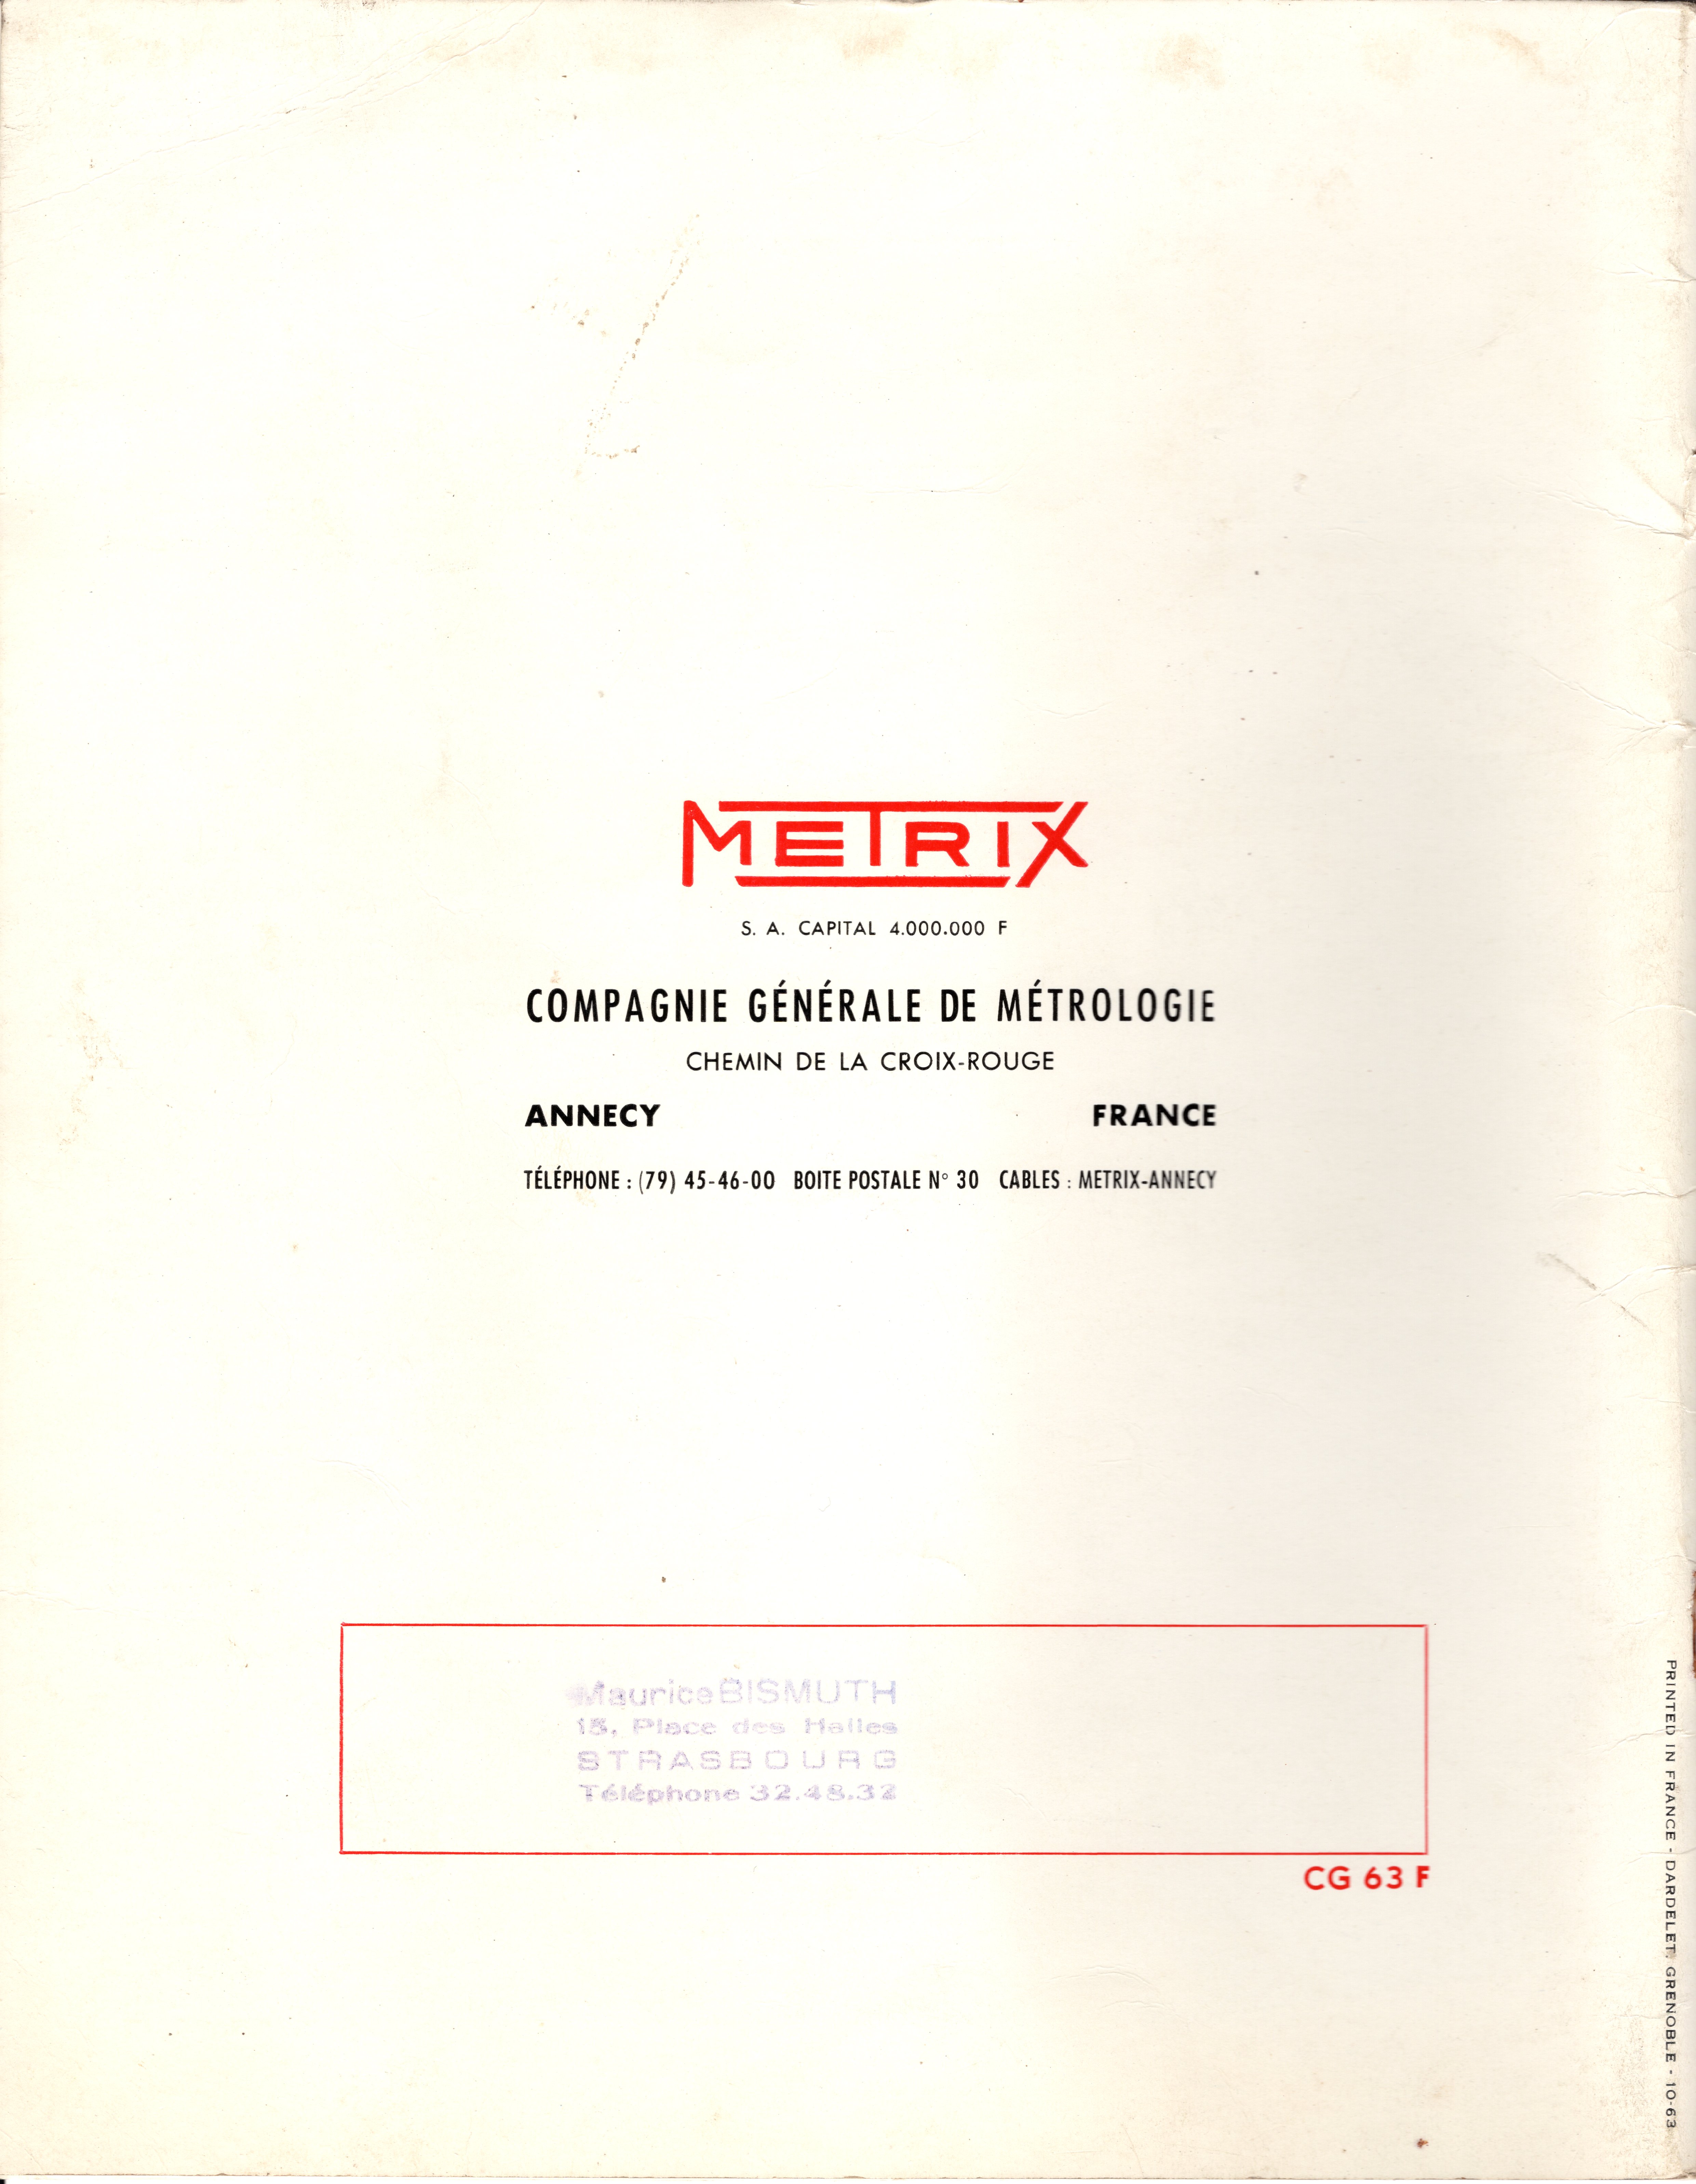 METRIX
S. A. CAPITAL 4.000.000 F
COMPAGNIE GÉNÉRALE DE MÉTROLOGIE
CHEMIN DE LA CROIX-ROUGE
ANNECY FRANCE
TÉLÉPHONE : (79) 45-46-00 BOITE POSTALE N° 30 CABLES : METRIX-ANNECY
Maurice BISMUTH
15, Place des Halles
STRASBOURG
Téléphone 32.48.32
CG 63 F
PRINTED IN FRANCE - DARDELET, GRENOBLE - 10-63